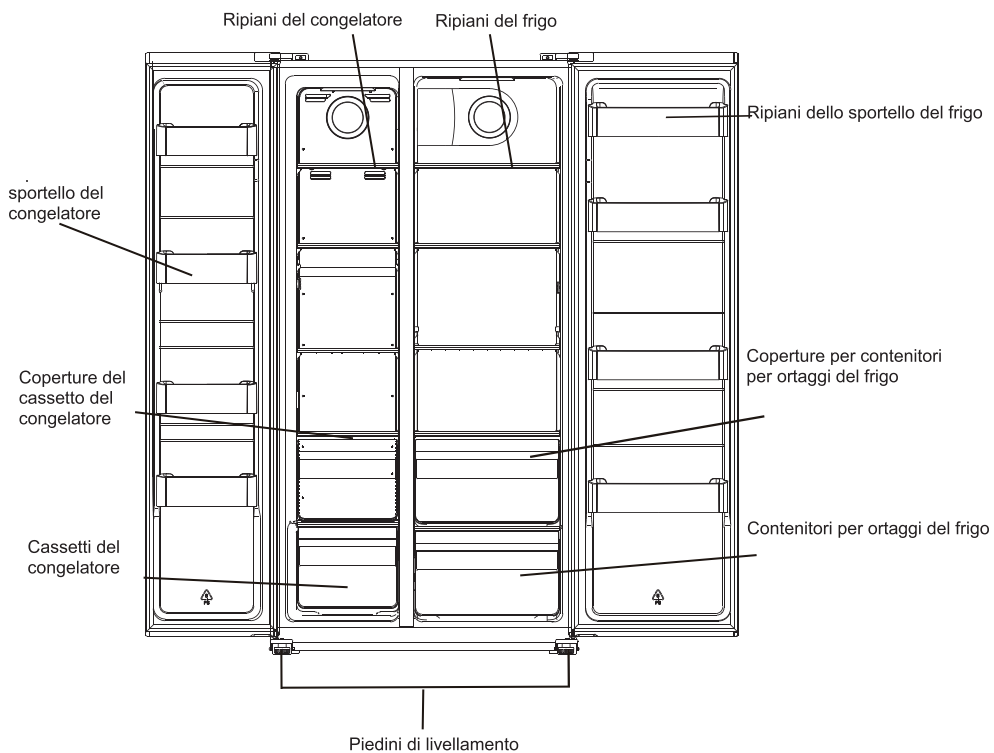 Ripiani del congelatore
Ripiani del frigo
Ripiani dello sportello del frigo
sportello del
congelatore
Coperture per contenitori
per ortaggi del frigo
Coperture del
cassetto del
congelatore
Contenitori per ortaggi del frigo
Cassetti del
congelatore
Piedini di livellamento